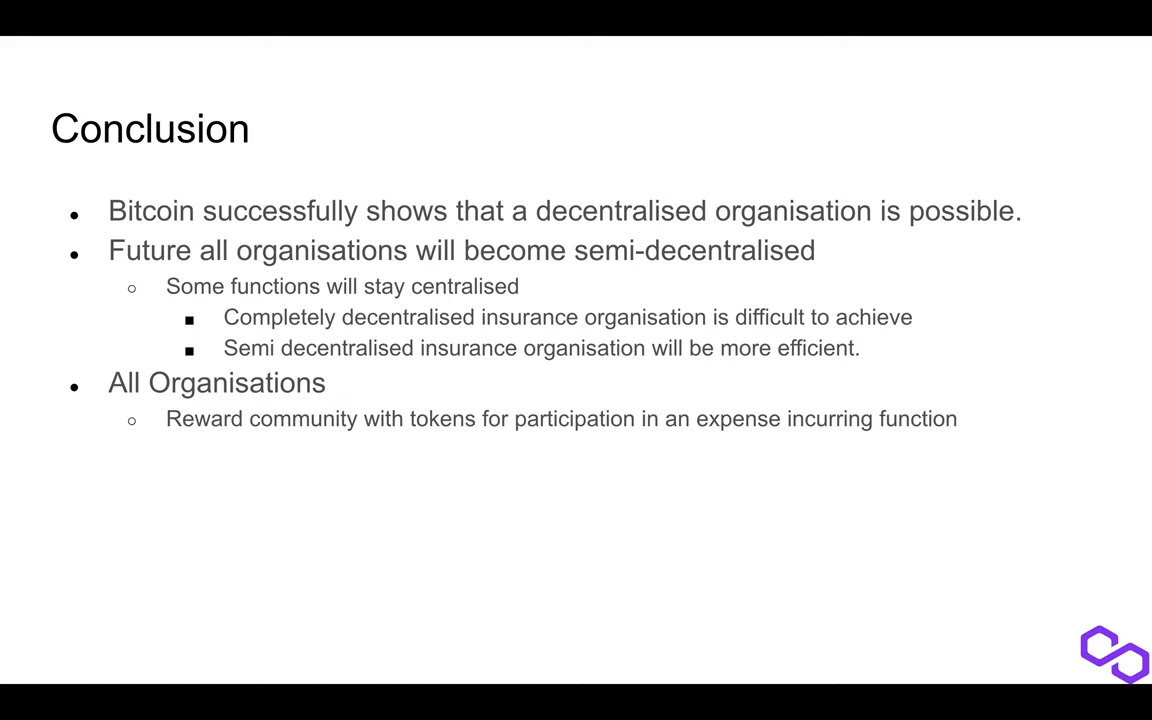 Conclusion
Bitcoin successfully shows that a decentralised organisation is possible.
Future all organisations will become semi-decentralised
Some functions will stay centralised
Completely decentralised insurance organisation is difficult to achieve
Semi decentralised insurance organisation will be more efficient.
All Organisations
Reward community with tokens for participation in an expense incurring function